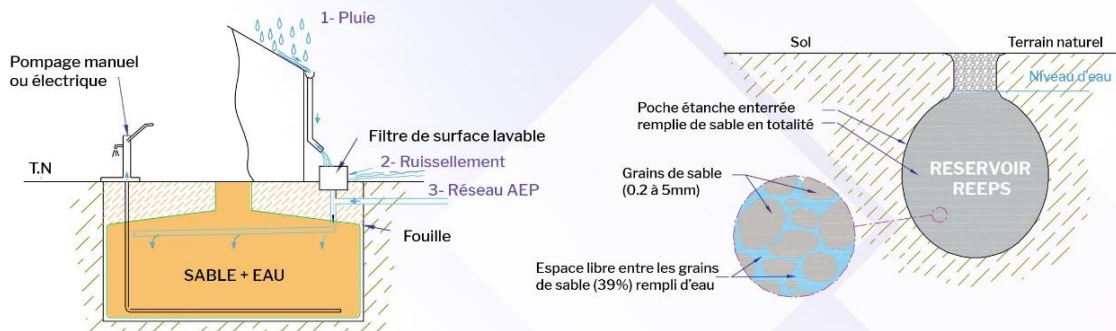 1- Pluie
Pompage manuel
ou électrique
Filtre de surface lavable
2- Ruissellement
T.N
3- Réseau AEP
Fouille
SABLE + EAU
Sol
Terrain naturel
Niveau d'eau
Poche étanche enterrée
remplie de sable en totalité
RESERVOIR
REEPS
Grains de sable
(0.2 à 5mm)
Espace libre entre les grains
de sable (39%) rempli d'eau